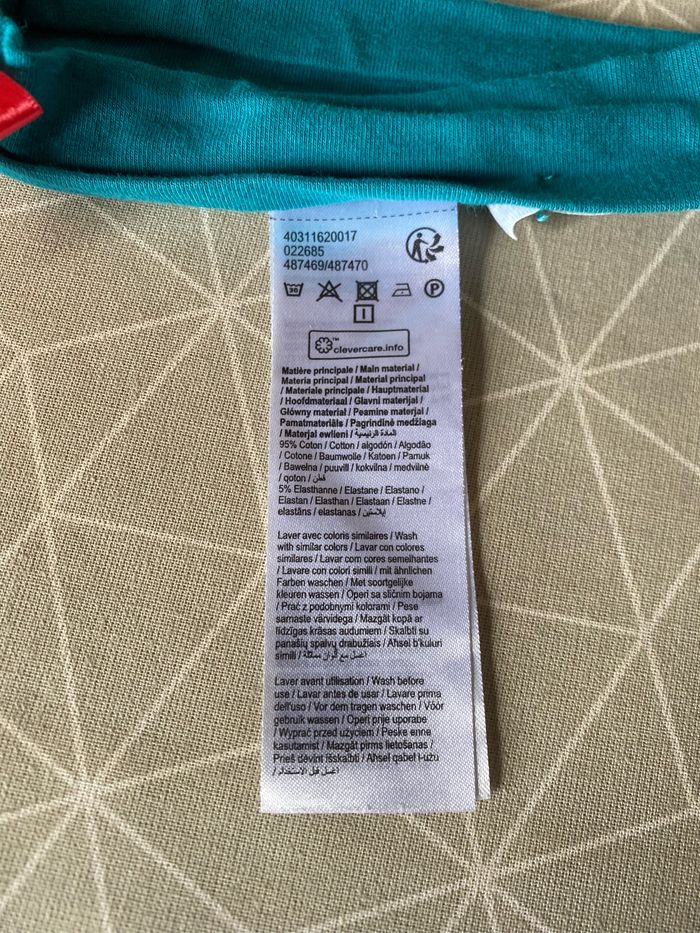 40311620017
022685
487469/487470
30
P
I
clevercare.info™
Matière principale / Main material /
Materia principal / Material principal
/ Materiale principale / Hauptmaterial
/ Hoofdmateriaal / Glavni materijal /
Główny materiał / Peamine materjal /
Pamatmateriāls / Pagrindinė medžiaga
/ Materjal ewlieni / المادة الرئيسية
95% Coton / Cotton / algodón / Algodão
/ Cotone / Baumwolle / Katoen / Pamuk
/ Bawełna / puuvill / kokvilna / medvilnė
/ qoton / قطن
5% Elasthanne / Elastane / Elastano /
Elastan / Elasthan / Elastaan / Elastne /
elastāns / elastanas / إيلاستين
Laver avec coloris similaires / Wash
with similar colors / Lavar con colores
similares / Lavar com cores semelhantes
/ Lavare con colori simili / mit ähnlichen
Farben waschen / Met soortgelijke
kleuren wassen / Operi sa sličnim bojama
/ Prać z podobnymi kolorami / Pese
samaste värvidega / Mazgāt kopā ar
līdzīgas krāsas audumiem / Skalbti su
panašių spalvų drabužiais / Aħsel b'kuluri
simili / اغسل مع ألوان مماثلة
Laver avant utilisation / Wash before
use / Lavar antes de usar / Lavare prima
dell'uso / Vor dem tragen waschen / Vóór
gebruik wassen / Operi prije uporabe
/ Wyprać przed użyciem / Peske enne
kasutamist / Mazgāt pirms lietošanas /
Prieš dėvint išskalbti / Aħsel qabel l-użu
/ اغسل قبل الاستخدام